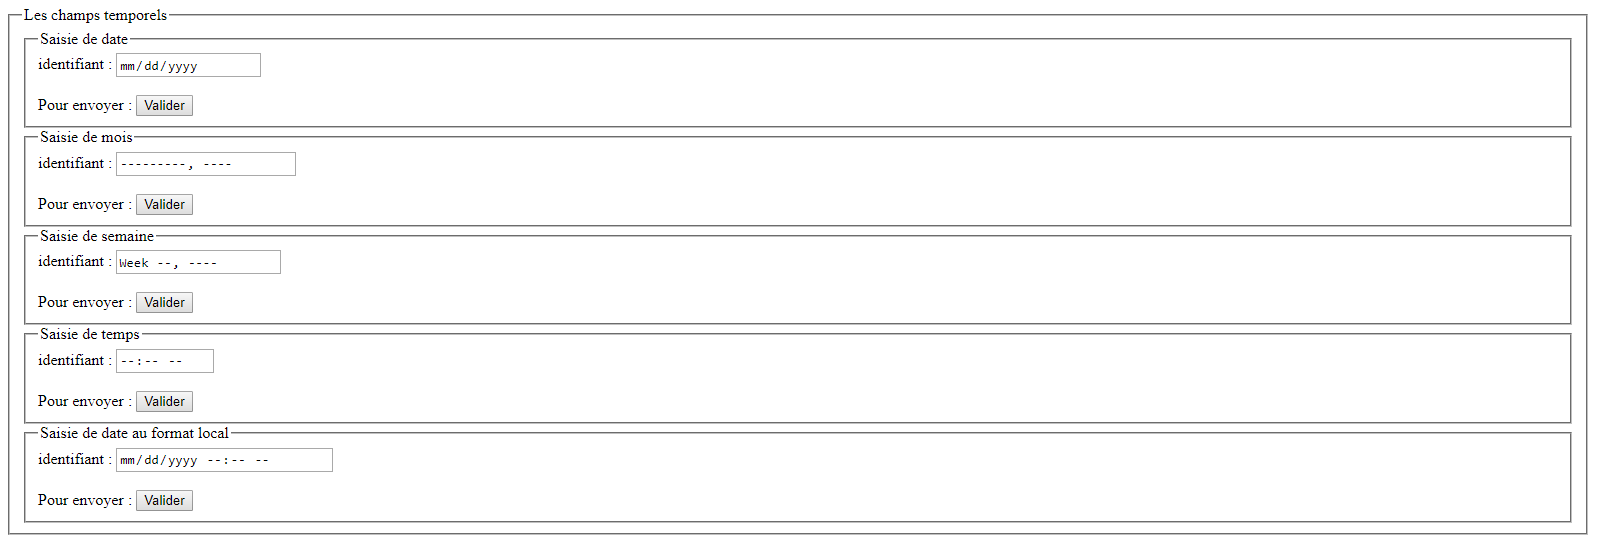 Les champs temporels
Saisie de date
identifiant : mm/dd/yyyy
Pour envoyer : Valider
Saisie de mois
identifiant : ---------, ----
Pour envoyer : Valider
Saisie de semaine
identifiant : Week --, ----
Pour envoyer : Valider
Saisie de temps
identifiant : --:-- --
Pour envoyer : Valider
Saisie de date au format local
identifiant : mm/dd/yyyy --:-- --
Pour envoyer : Valider